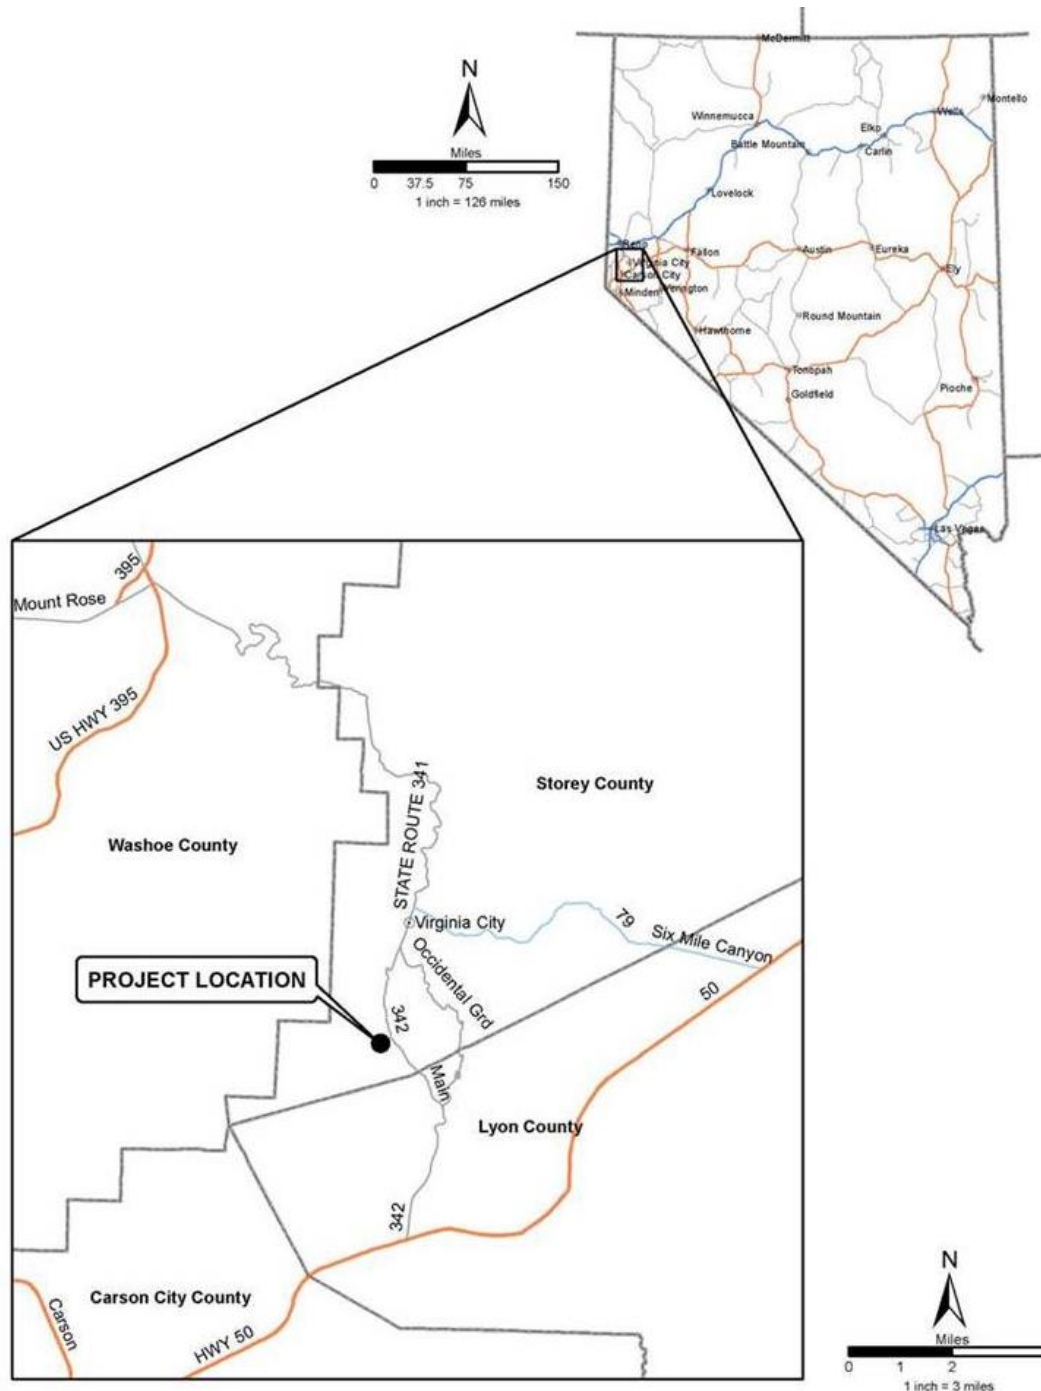 McDermitt
N
Montello
Wells
Winnemucca
Elko
Battle Mountain
Carlin
Miles
0 37.5 75 150
1 inch = 126 miles
Lovelock
Reno
Fallon
Austin
Eureka
Virginia City
Ely
Carson City
Minden
Yerington
Round Mountain
Hawthorne
Tonopah
Pioche
Goldfield
Las Vegas
395
Mount Rose
US HWY 395
STATE ROUTE 341
Storey County
Washoe County
Virginia City
79
Six Mile Canyon
Occidental Grd
PROJECT LOCATION
50
342
Main
Lyon County
342
Carson City County
Carson
HWY 50
N
Miles
0 1 2
1 inch = 3 miles